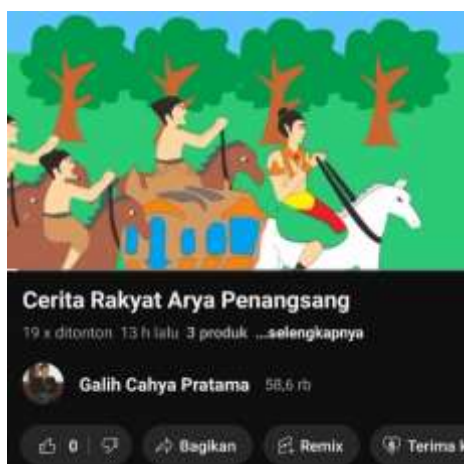 Cerita Rakyat Arya Penangsang
19 x ditonton 13 h lalu 3 produk ...selengkapnya
Galih Cahya Pratama 58,6 rb
0 Bagikan Remix Terima k